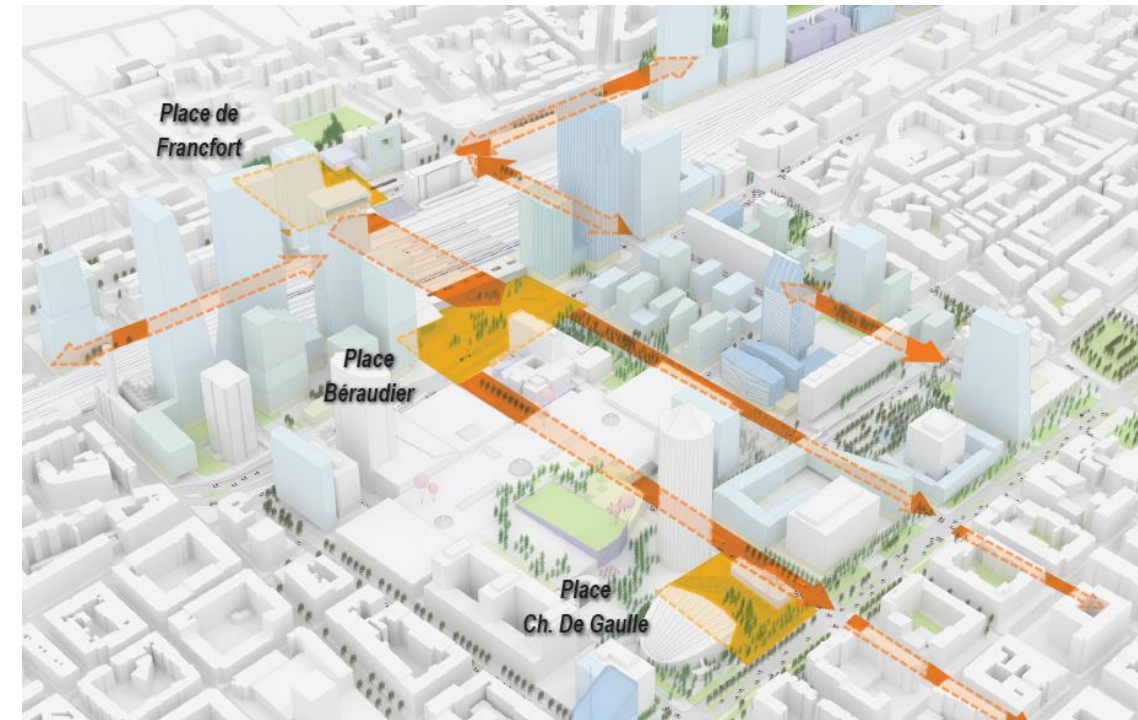 Place de
Francfort
Place
Béraudier
Place
Ch. De Gaulle